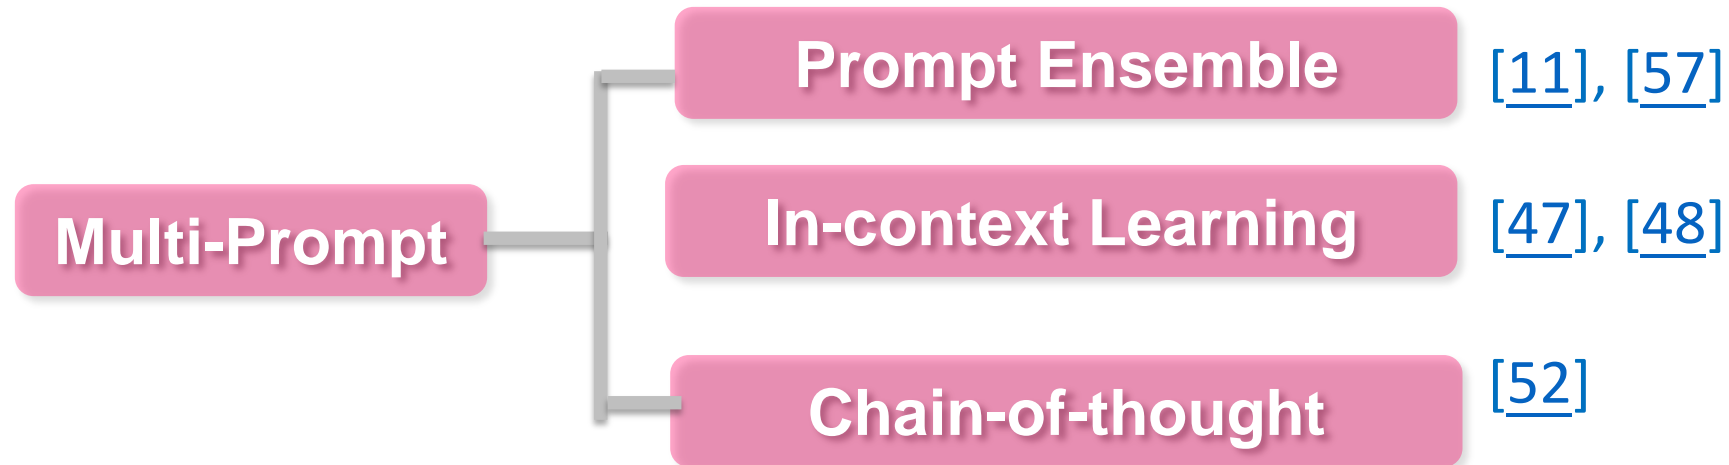 Prompt Ensemble [11], [57]
Multi-Prompt
In-context Learning [47], [48]
Chain-of-thought [52]